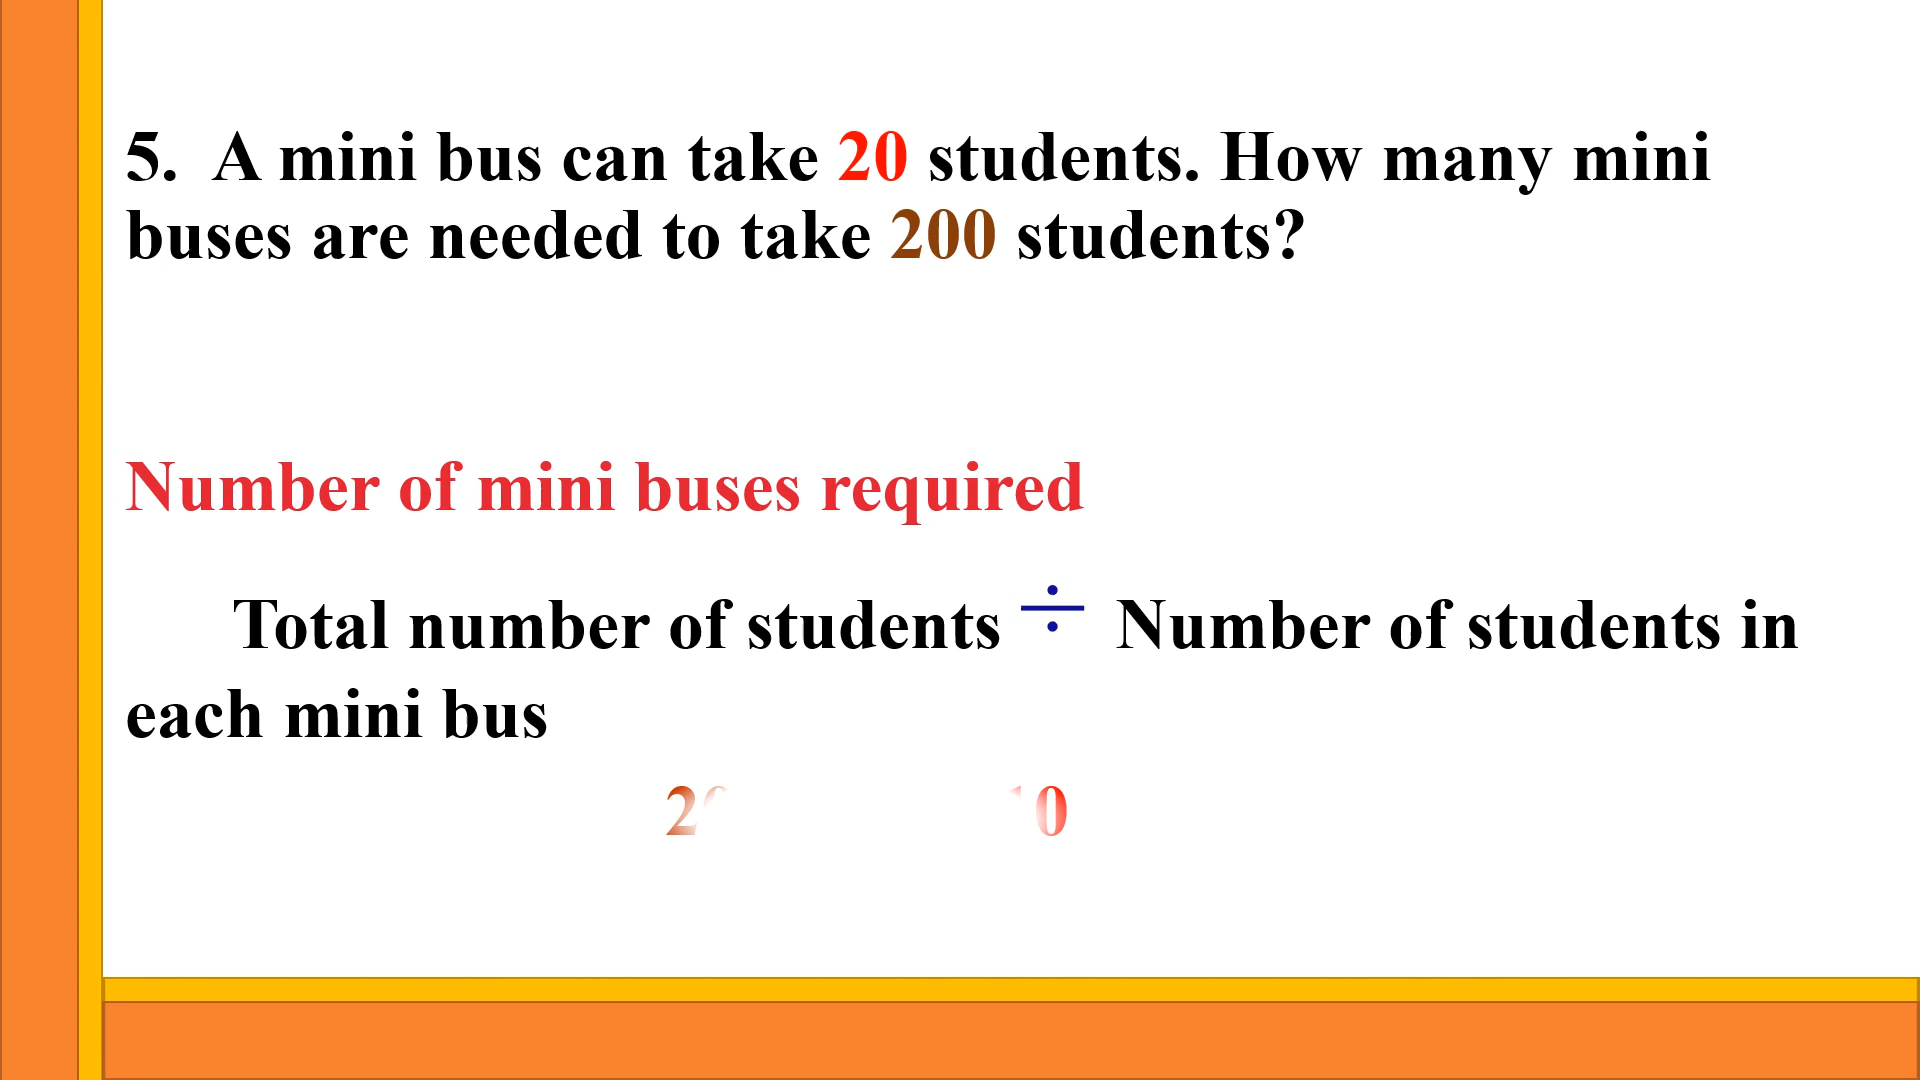 5. A mini bus can take 20 students. How many mini
buses are needed to take 200 students?
Number of mini buses required
Total number of students ÷ Number of students in
each mini bus